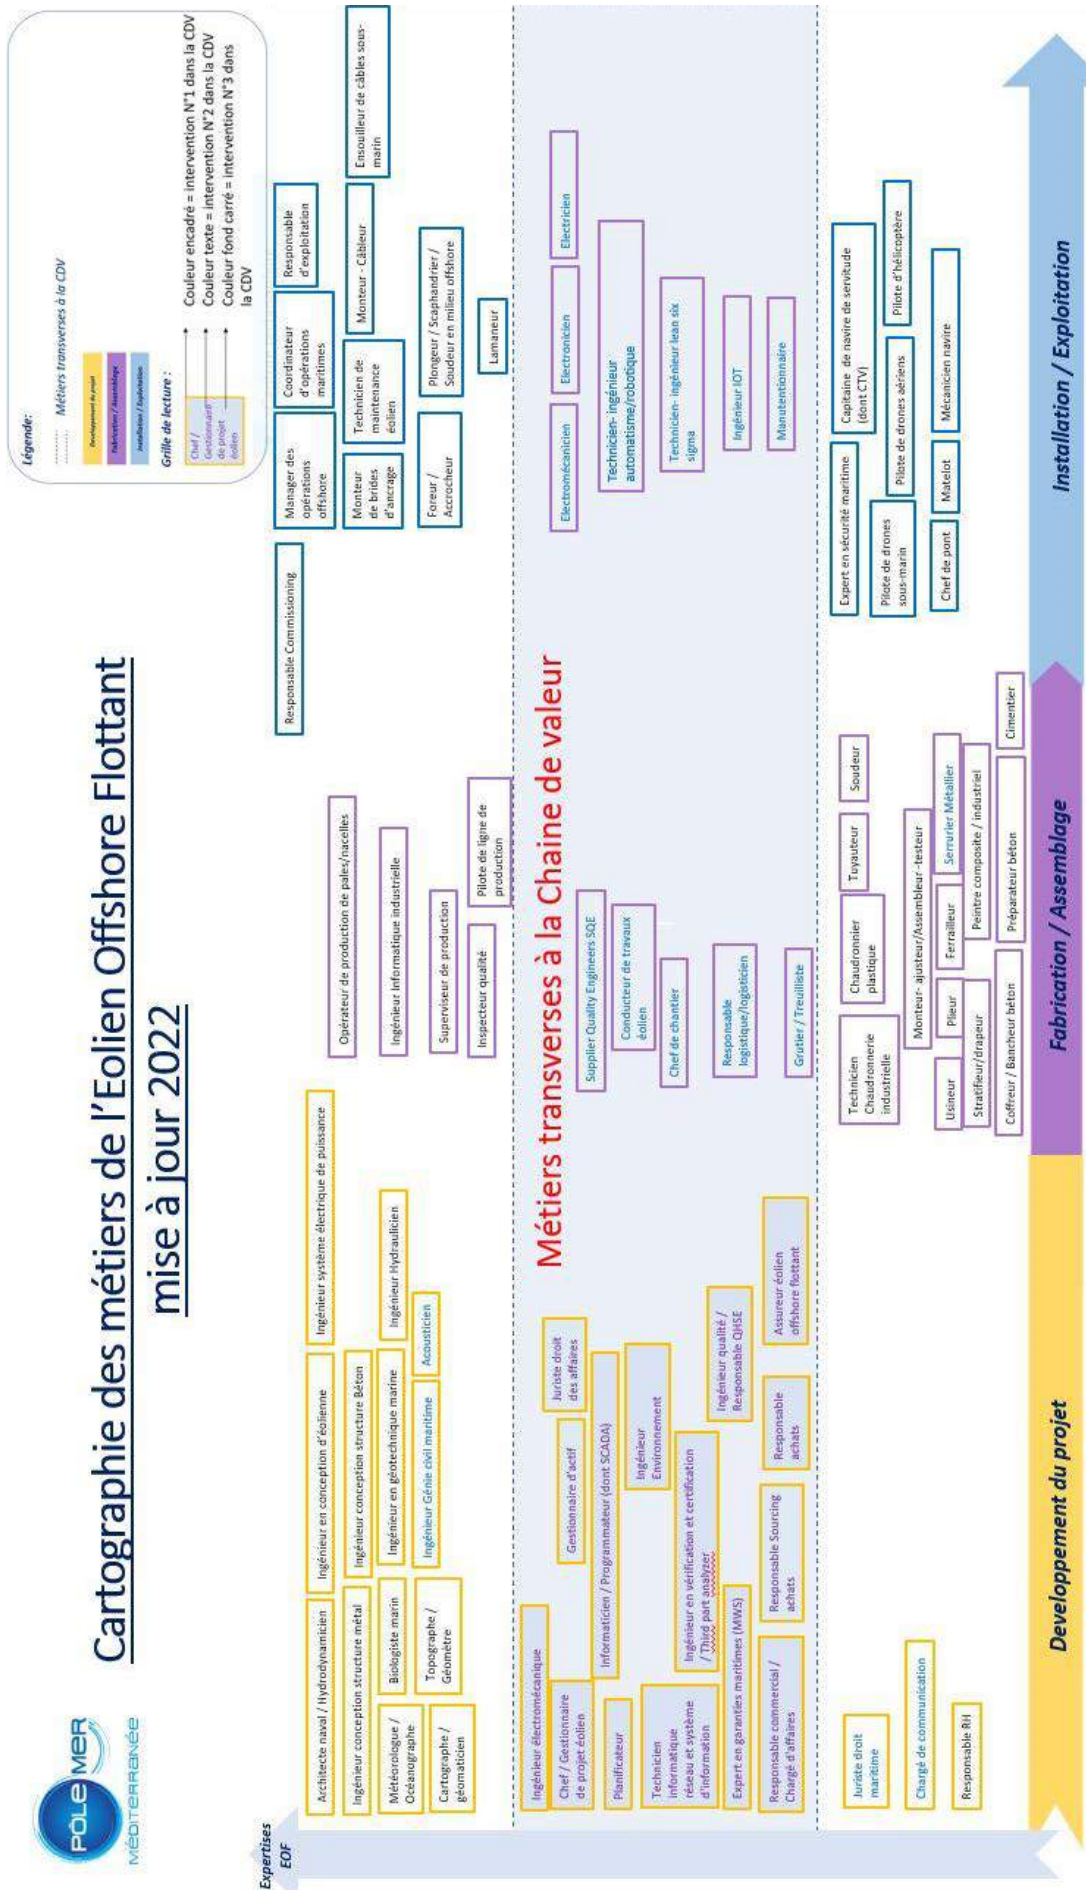 PÔLE MER
MÉDITERRANÉE
Cartographie des métiers de l'Eolien Offshore Flottant
mise à jour 2022
Légende:
Métiers transverses à la CDV
Développement du projet
Fabrication / Assemblage
Installation / Exploitation
Grille de lecture :
Chef /
Gestionnaire
de projet
éolien
Couleur encadré = intervention N°1 dans la CDV
Couleur texte = intervention N°2 dans la CDV
Couleur fond carré = intervention N°3 dans
la CDV
Expertises
EOF
Architecte naval / Hydrodynamicien
Ingénieur en conception d'éolienne
Ingénieur système électrique de puissance
Ingénieur conception structure métal
Ingénieur conception structure Béton
Météorologue /
Océanographe
Biologiste marin
Ingénieur en géotechnique marine
Ingénieur Hydraulicien
Cartographe /
géomaticien
Topographe /
Géomètre
Ingénieur Génie civil maritime
Acousticien
Opérateur de production de pales/nacelles
Ingénieur Informatique industrielle
Superviseur de production
Inspecteur qualité
Pilote de ligne de
production
Responsable Commissioning
Manager des
opérations
offshore
Coordinateur
d'opérations
maritimes
Responsable
d'exploitation
Monteur
de brides
d'ancrage
Technicien de
maintenance
éolien
Monteur - Câbleur
Ensouilleur de câbles sous-
marin
Foreur /
Accrocheur
Plongeur / Scaphandrier /
Soudeur en milieu offshore
Lamaneur
Métiers transverses à la Chaine de valeur
Ingénieur électromécanique
Chef / Gestionnaire
de projet éolien
Gestionnaire d'actif
Juriste droit
des affaires
Planificateur
Informaticien / Programmateur (dont SCADA)
Technicien
informatique
réseau et système
d'information
Ingénieur
Environnement
Ingénieur en vérification et certification
/ Third part analyzer
Expert en garanties maritimes (MWS)
Ingénieur qualité /
Responsable QHSE
Responsable commercial /
Chargé d'affaires
Responsable Sourcing
achats
Responsable
achats
Assureur éolien
offshore flottant
Supplier Quality Engineers SQE
Conducteur de travaux
éolien
Chef de chantier
Responsable
logistique/logisticien
Grutier / Treuilliste
Electromécanicien
Electronicien
Electricien
Technicien- ingénieur
automatisme/robotique
Technicien- ingénieur lean six
sigma
Ingénieur IOT
Manutentionnaire
Juriste droit
maritime
Chargé de communication
Responsable RH
Technicien
Chaudronnerie
industrielle
Chaudronnier
plastique
Tuyauteur
Soudeur
Monteur- ajusteur/Assembleur -testeur
Usineur
Plieur
Ferrailleur
Serrurier Métallier
Stratifieur/drapeur
Peintre composite / industriel
Coffreur / Bancheur béton
Préparateur béton
Cimentier
Expert en sécurité maritime
Capitaine de navire de servitude
(dont CTV)
Pilote de drones
sous-marin
Pilote de drones aériens
Pilote d'hélicoptère
Chef de pont
Matelot
Mécanicien navire
Developpement du projet
Fabrication / Assemblage
Installation / Exploitation